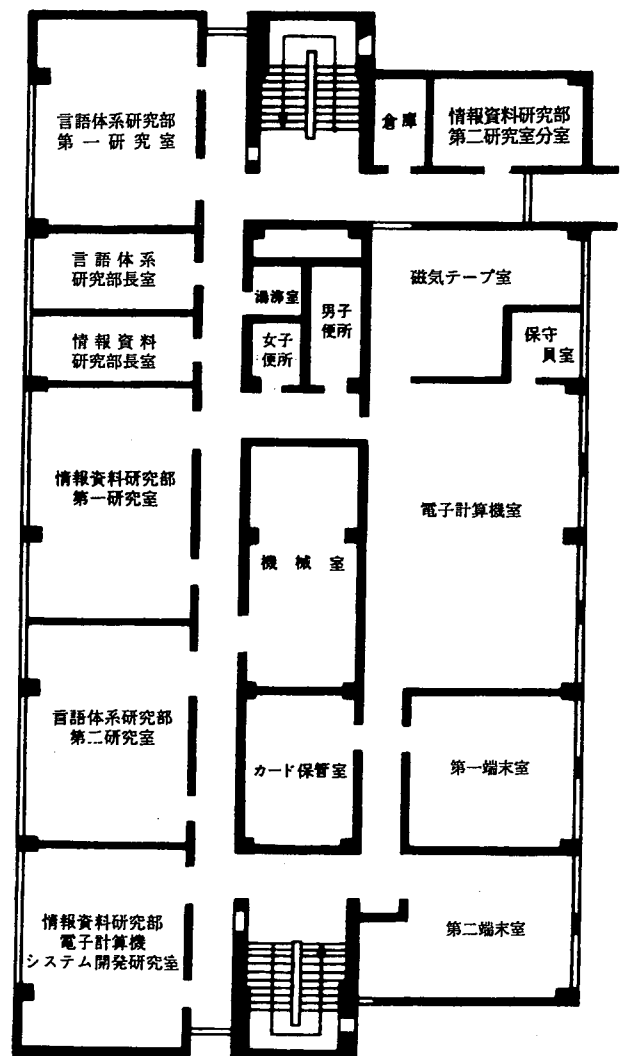 言語体系研究部
第一研究室
倉庫
情報資料研究部
第二研究室分室
言語体系
研究部長室
湯沸室
男子
便所
女子
便所
磁気テープ室
保守
員室
情報資料
研究部長室
情報資料研究部
第一研究室
電子計算機室
機械室
言語体系研究部
第二研究室
カード保管室
第一端末室
情報資料研究部
電子計算機
システム開発研究室
第二端末室